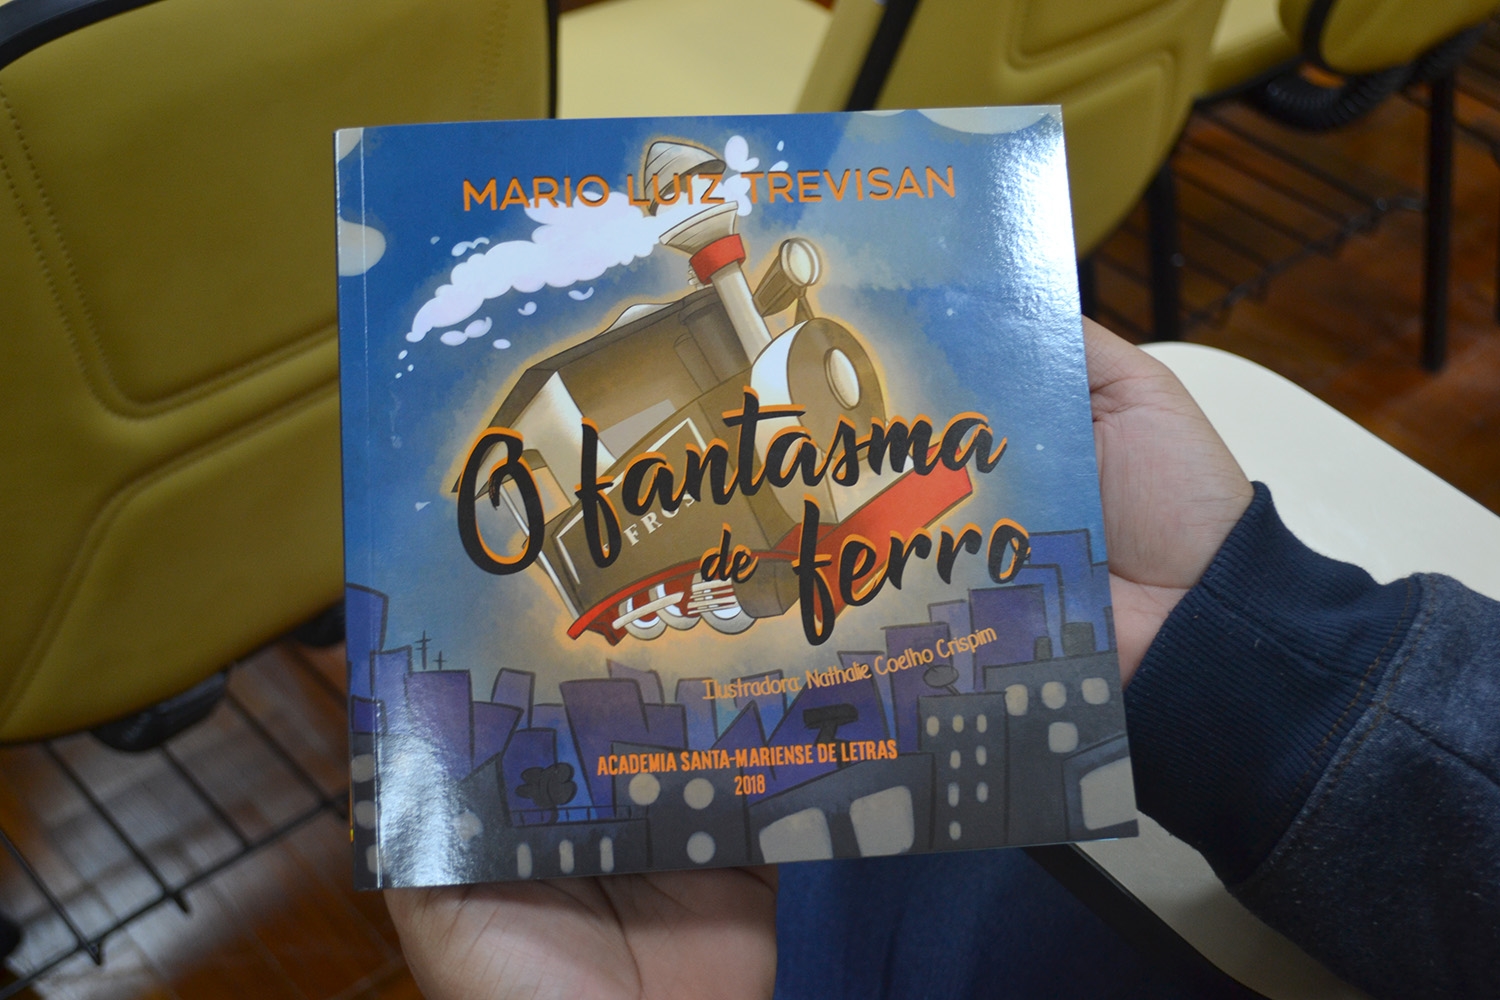 MARIO LUIZ TREVISAN
O fantasma
de ferro
Ilustradora: Nathalie Coelho Crispim
ACADEMIA SANTA-MARIENSE DE LETRAS
2018